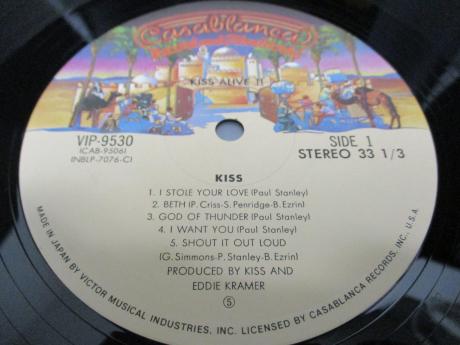 Casablanca
KISS ALIVE II
VIP-9530
(CAB-9506)
(NBLP-7076-C)
SIDE 1
STEREO 33 1/3
KISS
1. I STOLE YOUR LOVE (Paul Stanley)
2. BETH (P. Criss-S. Penridge-B. Ezrin)
3. GOD OF THUNDER (Paul Stanley)
4. I WANT YOU (Paul Stanley)
5. SHOUT IT OUT LOUD
(G. Simmons-P. Stanley-B. Ezrin)
PRODUCED BY KISS AND
EDDIE KRAMER
5
MADE IN JAPAN BY VICTOR MUSICAL INDUSTRIES, INC. LICENSED BY CASABLANCA RECORDS, INC., U.S.A.